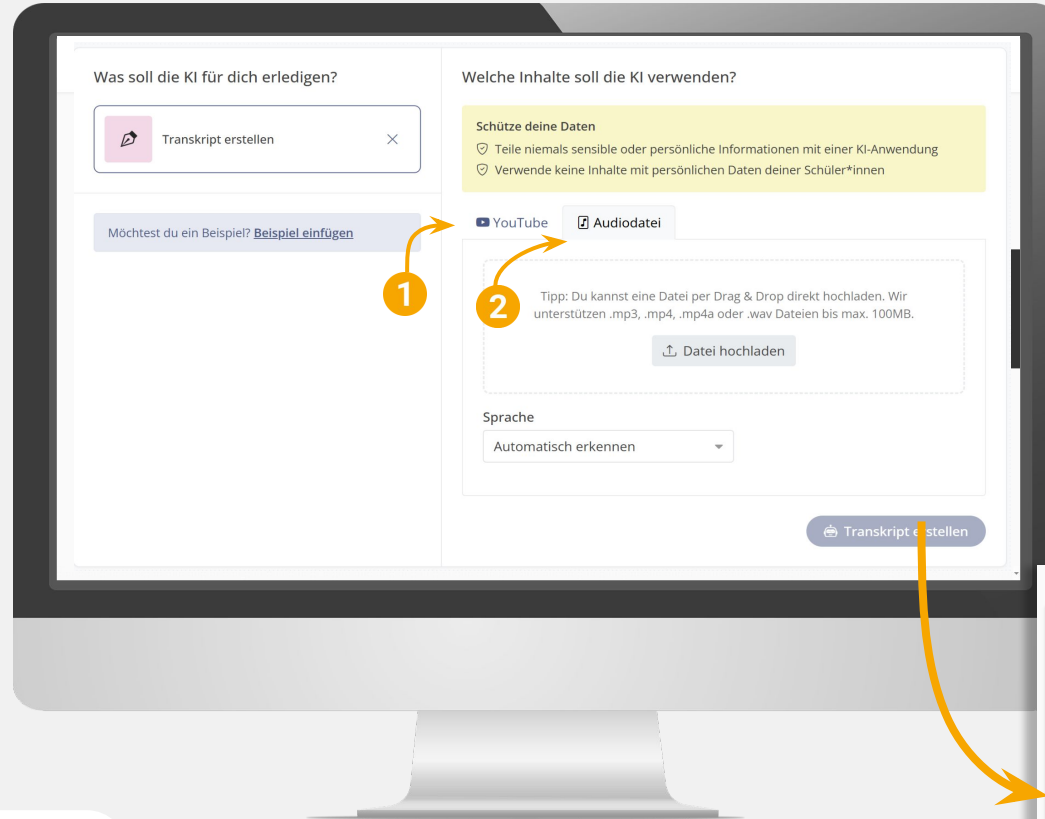 Was soll die KI für dich erledigen?
Transkript erstellen
Möchtest du ein Beispiel? Beispiel einfügen
Welche Inhalte soll die KI verwenden?
Schütze deine Daten
Teile niemals sensible oder persönliche Informationen mit einer KI-Anwendung
Verwende keine Inhalte mit persönlichen Daten deiner Schüler*innen
YouTube Audiodatei
1
2
Tipp: Du kannst eine Datei per Drag & Drop direkt hochladen. Wir
unterstützen .mp3, .mp4, .mp4a oder .wav Dateien bis max. 100MB.
Datei hochladen
Sprache
Automatisch erkennen
Transkript erstellen